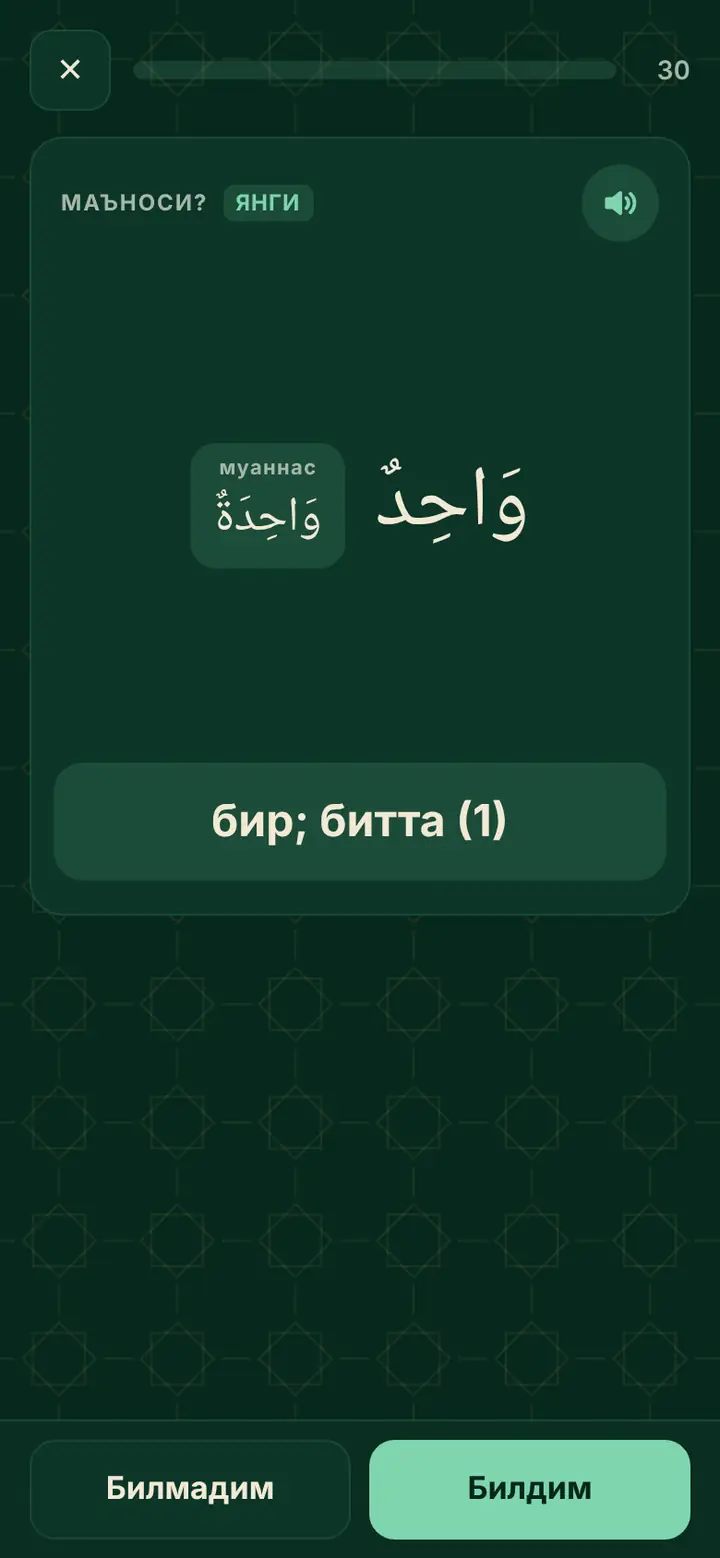 30
МАЪНОСИ? ЯНГИ
وَاحِدٌ
муаннас
وَاحِدَةٌ
бир; битта (1)
Билмадим
Билдим